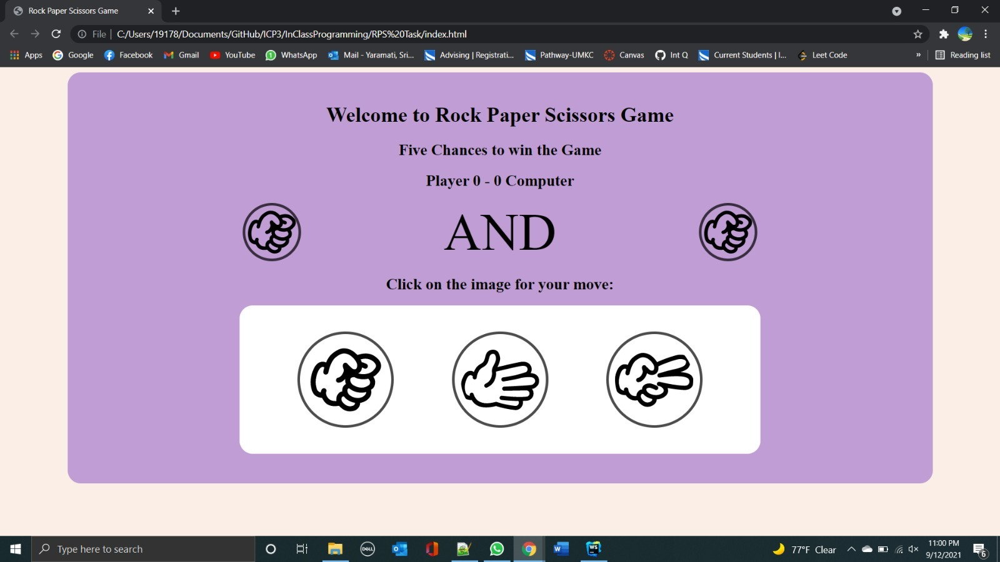 Rock Paper Scissors Game
File | C:/Users/19178/Documents/GitHub/ICP3/InClassProgramming/RPS%20Task/index.html
Apps Google Facebook Gmail YouTube WhatsApp Mail - Yaramati, Sri... Advising | Registrati... Pathway-UMKC Canvas Int Q Current Students | I... Leet Code » Reading list
Welcome to Rock Paper Scissors Game
Five Chances to win the Game
Player 0 - 0 Computer
AND
Click on the image for your move:
Type here to search
DELL
WS
77°F Clear
11:00 PM
9/12/2021
6